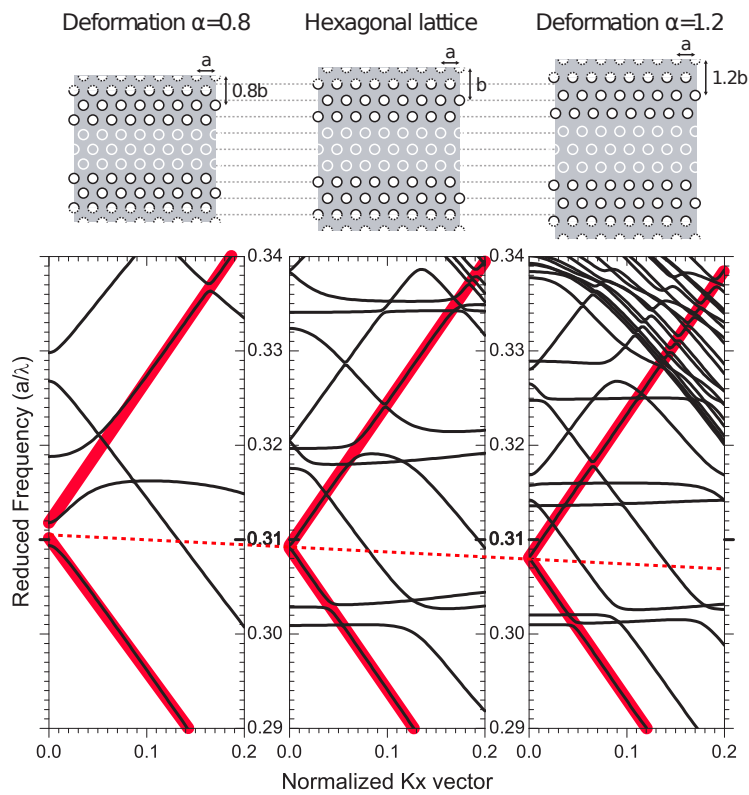 Deformation α=0.8
Hexagonal lattice
Deformation α=1.2
a
a
a
0.8b
b
1.2b
0.34
0.34
0.33
0.33
0.32
0.32
0.31
0.31
0.30
0.30
0.29
0.29
Reduced Frequency (a/λ)
0.0
0.1
0.2
0.0
0.1
0.2
0.0
0.1
0.2
Normalized Kx vector